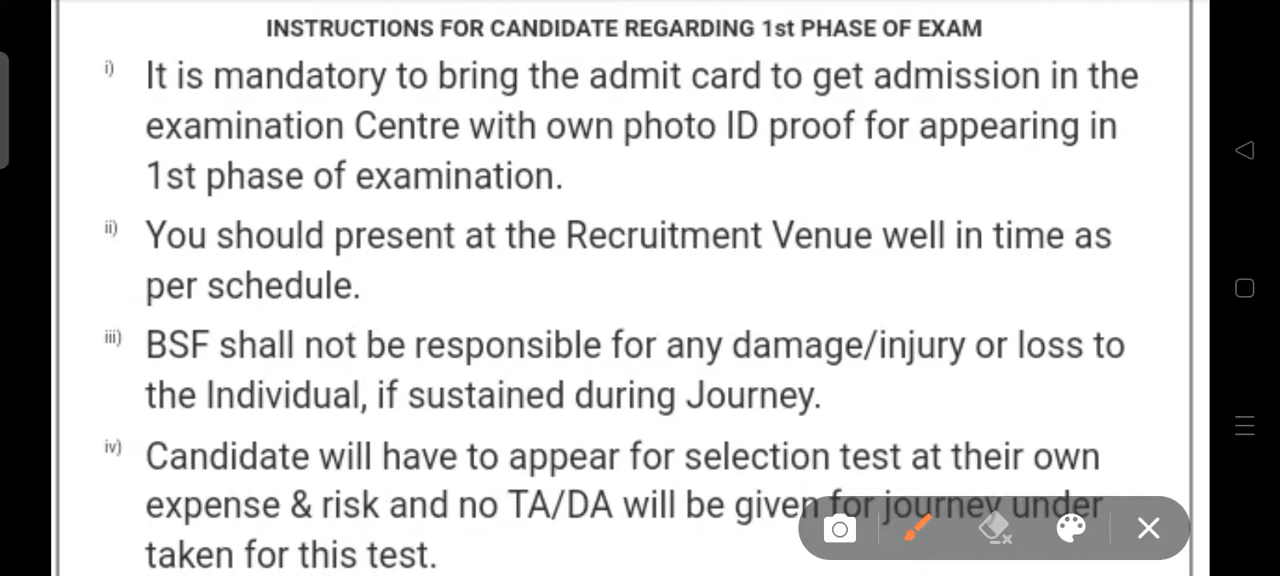 INSTRUCTIONS FOR CANDIDATE REGARDING 1st PHASE OF EXAM
i) It is mandatory to bring the admit card to get admission in the
examination Centre with own photo ID proof for appearing in
1st phase of examination.
ii) You should present at the Recruitment Venue well in time as
per schedule.
iii) BSF shall not be responsible for any damage/injury or loss to
the Individual, if sustained during Journey.
iv) Candidate will have to appear for selection test at their own
expense & risk and no TA/DA will be given for journey under
taken for this test.